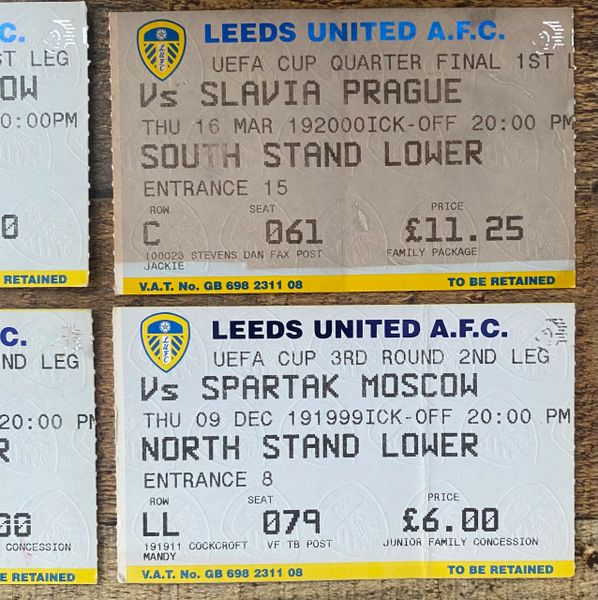 C.
ST LEG
OW
0:00PM
0
E RETAINED
LEEDS UNITED A.F.C.
UEFA CUP QUARTER FINAL 1ST L
Vs SLAVIA PRAGUE
THU 16 MAR 192000ICK-OFF 20:00 PM
SOUTH STAND LOWER
ENTRANCE 15
ROW SEAT PRICE
C 061 £11.25
100023 STEVENS DAN FAX POST FAMILY PACKAGE
JACKIE
V.A.T. No. GB 698 2311 08 TO BE RETAINED
C.
ND LEG
20:00 PM
R
00
CONCESSION
E RETAINED
LEEDS UNITED A.F.C.
UEFA CUP 3RD ROUND 2ND LEG
Vs SPARTAK MOSCOW
THU 09 DEC 191999ICK-OFF 20:00 PM
NORTH STAND LOWER
ENTRANCE 8
ROW SEAT PRICE
LL 079 £6.00
191911 COCKCROFT VF TB POST JUNIOR FAMILY CONCESSION
MANDY
V.A.T. No. GB 698 2311 08 TO BE RETAINED